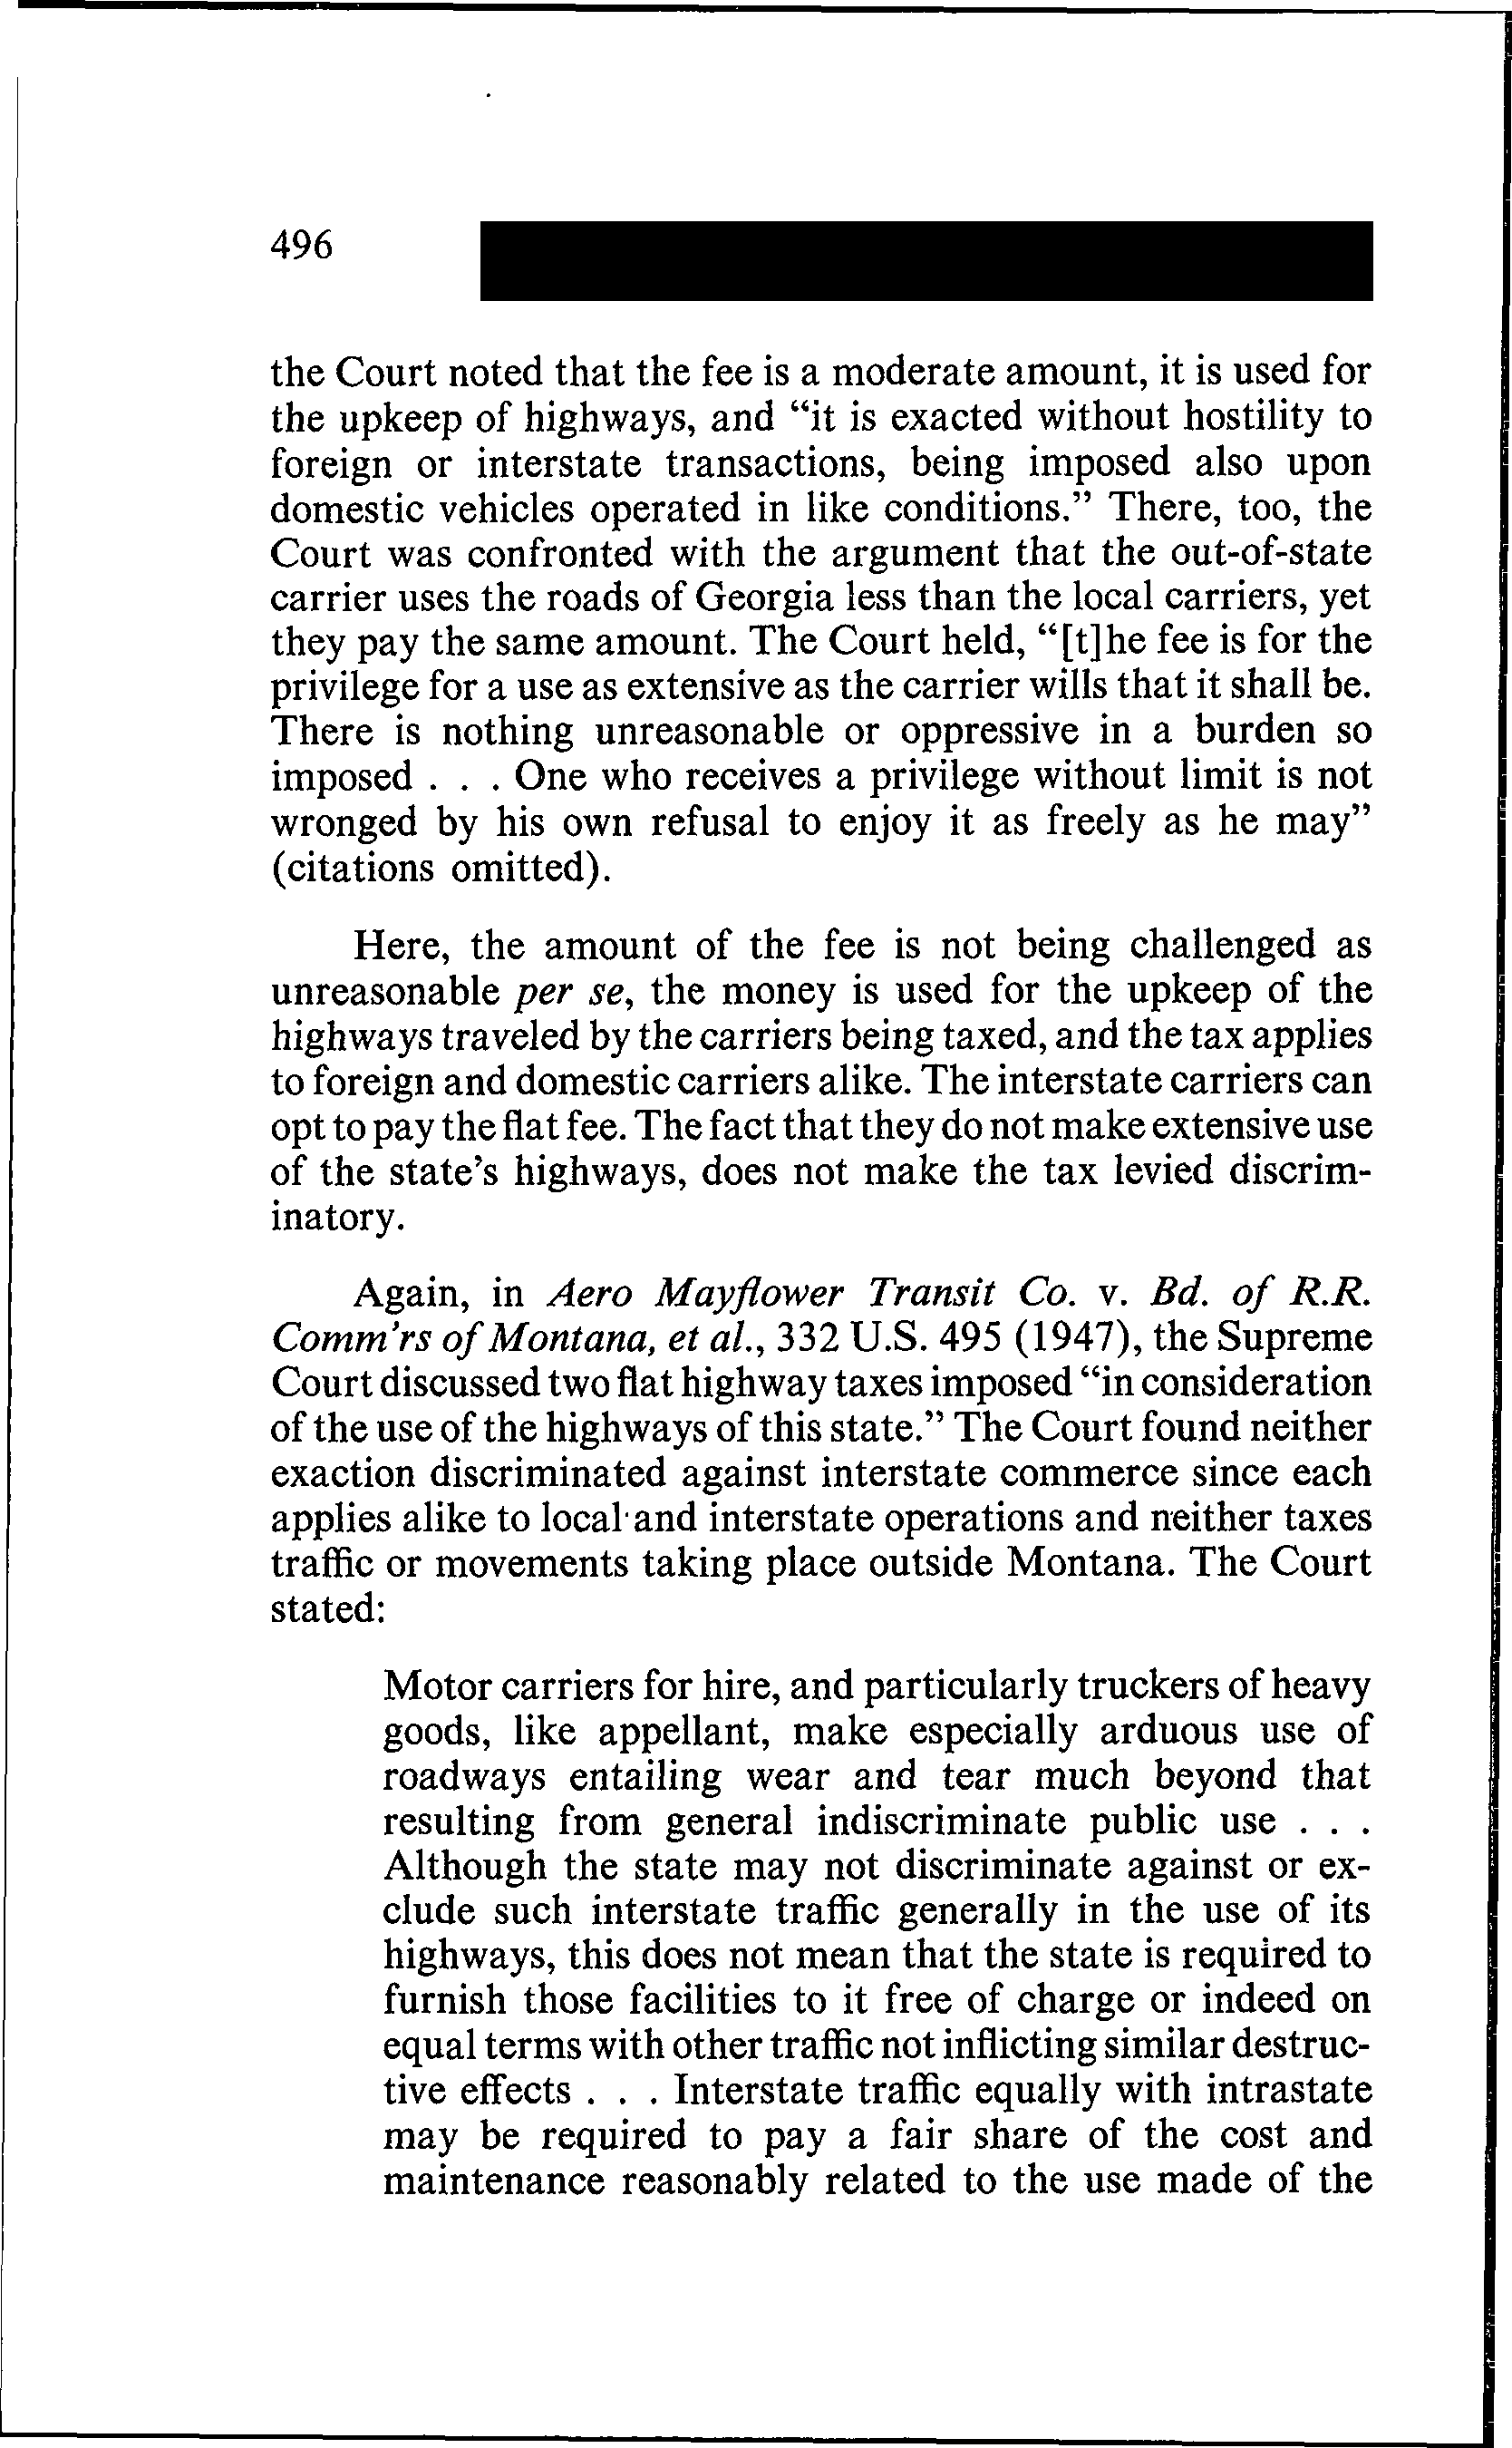 496
the Court noted that the fee is a moderate amount, it is used for
the upkeep of highways, and “it is exacted without hostility to
foreign or interstate transactions, being imposed also upon
domestic vehicles operated in like conditions.” There, too, the
Court was confronted with the argument that the out-of-state
carrier uses the roads of Georgia less than the local carriers, yet
they pay the same amount. The Court held, “[t]he fee is for the
privilege for a use as extensive as the carrier wills that it shall be.
There is nothing unreasonable or oppressive in a burden so
imposed . . . One who receives a privilege without limit is not
wronged by his own refusal to enjoy it as freely as he may”
(citations omitted).
Here, the amount of the fee is not being challenged as
unreasonable per se, the money is used for the upkeep of the
highways traveled by the carriers being taxed, and the tax applies
to foreign and domestic carriers alike. The interstate carriers can
opt to pay the flat fee. The fact that they do not make extensive use
of the state’s highways, does not make the tax levied discrim-
inatory.
Again, in Aero Mayflower Transit Co. v. Bd. of R.R.
Comm’rs of Montana, et al., 332 U.S. 495 (1947), the Supreme
Court discussed two flat highway taxes imposed “in consideration
of the use of the highways of this state.” The Court found neither
exaction discriminated against interstate commerce since each
applies alike to local and interstate operations and neither taxes
traffic or movements taking place outside Montana. The Court
stated:
Motor carriers for hire, and particularly truckers of heavy
goods, like appellant, make especially arduous use of
roadways entailing wear and tear much beyond that
resulting from general indiscriminate public use . . .
Although the state may not discriminate against or ex-
clude such interstate traffic generally in the use of its
highways, this does not mean that the state is required to
furnish those facilities to it free of charge or indeed on
equal terms with other traffic not inflicting similar destruc-
tive effects . . . Interstate traffic equally with intrastate
may be required to pay a fair share of the cost and
maintenance reasonably related to the use made of the